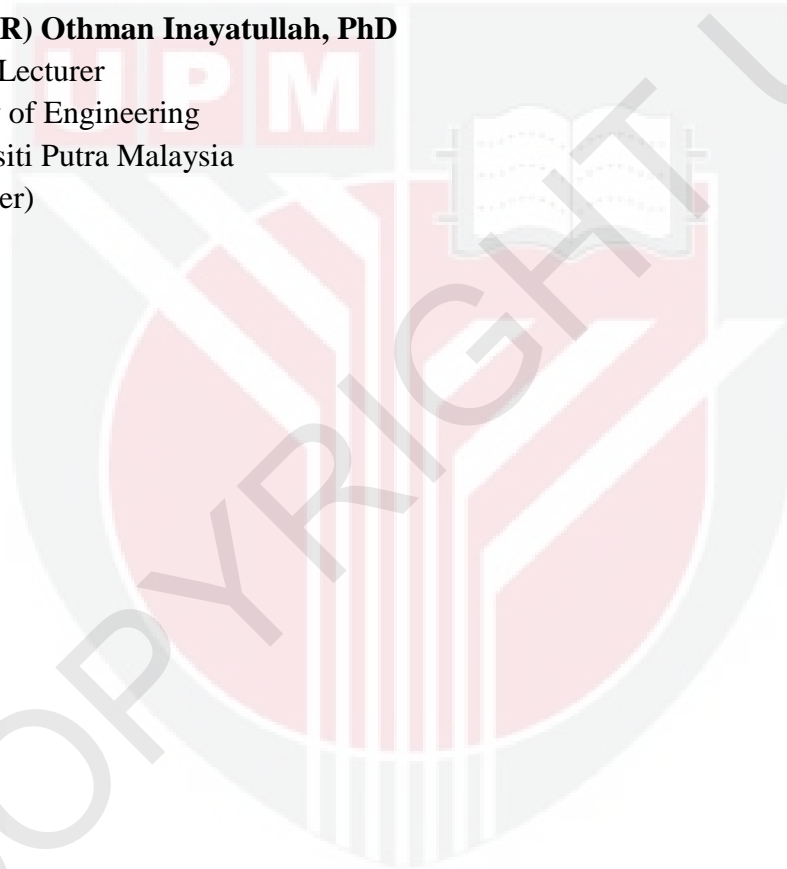 R) Othman Inayatullah, PhD
Lecturer
of Engineering
siti Putra Malaysia
er)
UPM
COPYRIGHT U